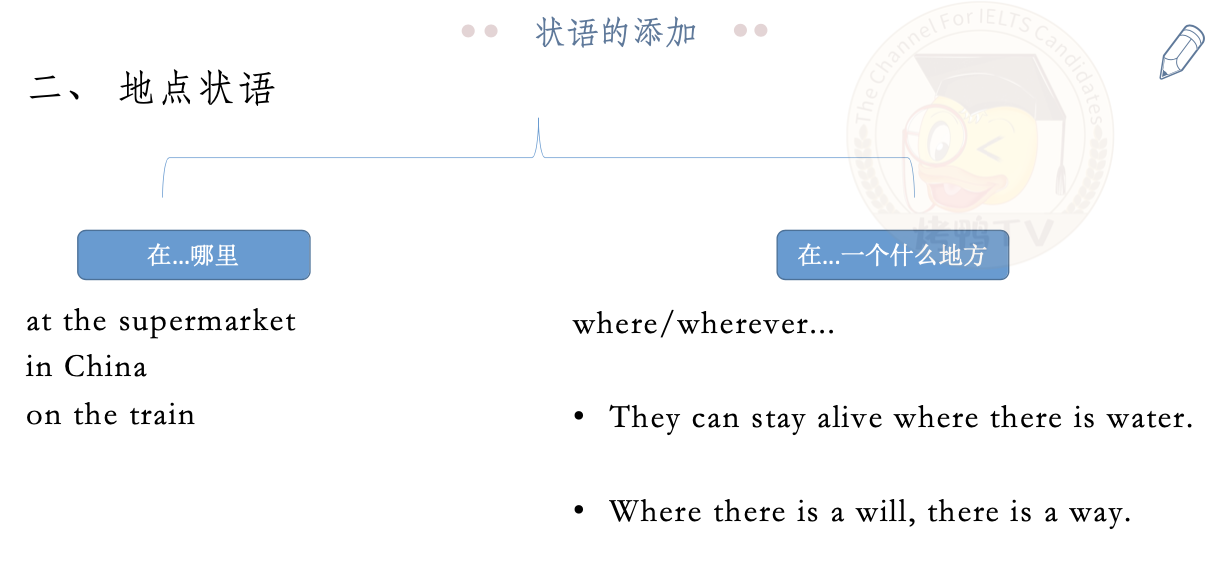 状语的添加
The Channel For IELTS Candidates
二、 地点状语
烤鸭TV
在...哪里
在...一个什么地方
at the supermarket
in China
on the train
where/wherever...
• They can stay alive where there is water.
• Where there is a will, there is a way.